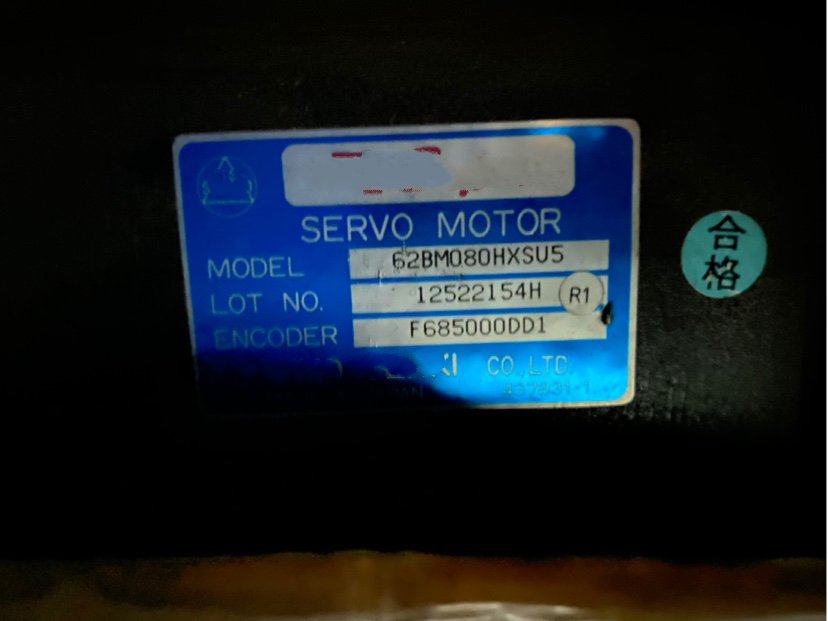 SERVO MOTOR
MODEL 62BM080HXSU5
LOT NO. 12522154H R1
ENCODER F685000DD1
CO.,LTD.
合格